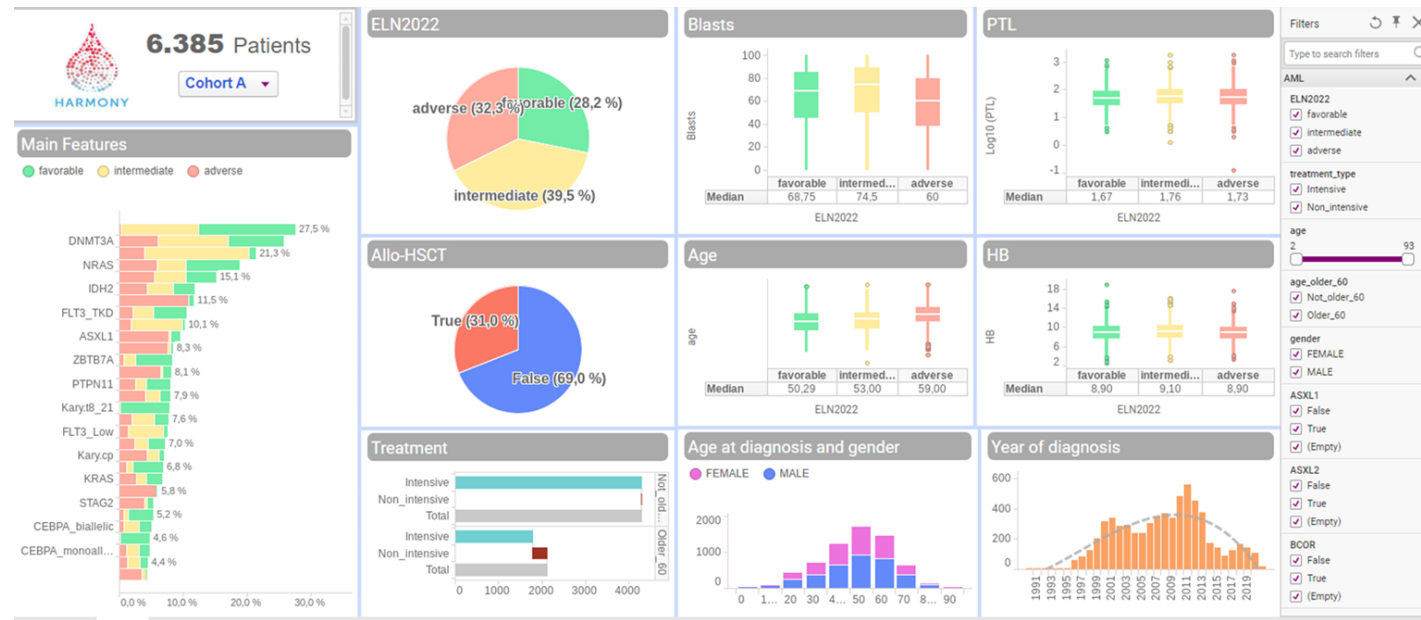 HARMONY
6.385 Patients
Cohort A
Main Features
favorable intermediate adverse
27,5 %
DNMT3A
21,3 %
NRAS
15,1 %
IDH2
11,5 %
FLT3_TKD
10,1 %
ASXL1
8,3 %
ZBTB7A
8,1 %
PTPN11
7,9 %
Kary.t8_21
7,6 %
FLT3_Low
7,0 %
Kary.cp
6,8 %
KRAS
5,8 %
STAG2
5,2 %
CEBPA_biallelic
4,6 %
CEBPA_monoall...
4,4 %
0,0 % 10,0 % 20,0 % 30,0 %
ELN2022
adverse (32,3 %)
favorable (28,2 %)
intermediate (39,5 %)
Allo-HSCT
True (31,0 %)
False (69,0 %)
Treatment
Intensive
Non_intensive
Total
Not_old...
Intensive
Non_intensive
Total
Older_60
0 1000 2000 3000 4000
Blasts
100
80
60
40
20
0
Blasts
favorable intermed... adverse
Median 68,75 74,5 60
ELN2022
PTL
3
2
1
0
-1
Log10 (PTL)
favorable intermedi... adverse
Median 1,67 1,76 1,73
ELN2022
Age
age
favorable intermedi... adverse
Median 50,29 53,00 59,00
ELN2022
HB
18
14
10
6
2
HB
favorable intermedi... adverse
Median 8,90 9,10 8,90
ELN2022
Age at diagnosis and gender
FEMALE MALE
2000
1000
0
0 1... 20 30 4... 50 60 70 8... 90
Year of diagnosis
600
400
200
0
1991 1993 1995 1997 1999 2001 2003 2005 2007 2009 2011 2013 2015 2017 2019
Filters
Type to search filters
AML
ELN2022
favorable
intermediate
adverse
treatment_type
Intensive
Non_intensive
age
2 93
age_older_60
Not_older_60
Older_60
gender
FEMALE
MALE
ASXL1
False
True
(Empty)
ASXL2
False
True
(Empty)
BCOR
False
True
(Empty)